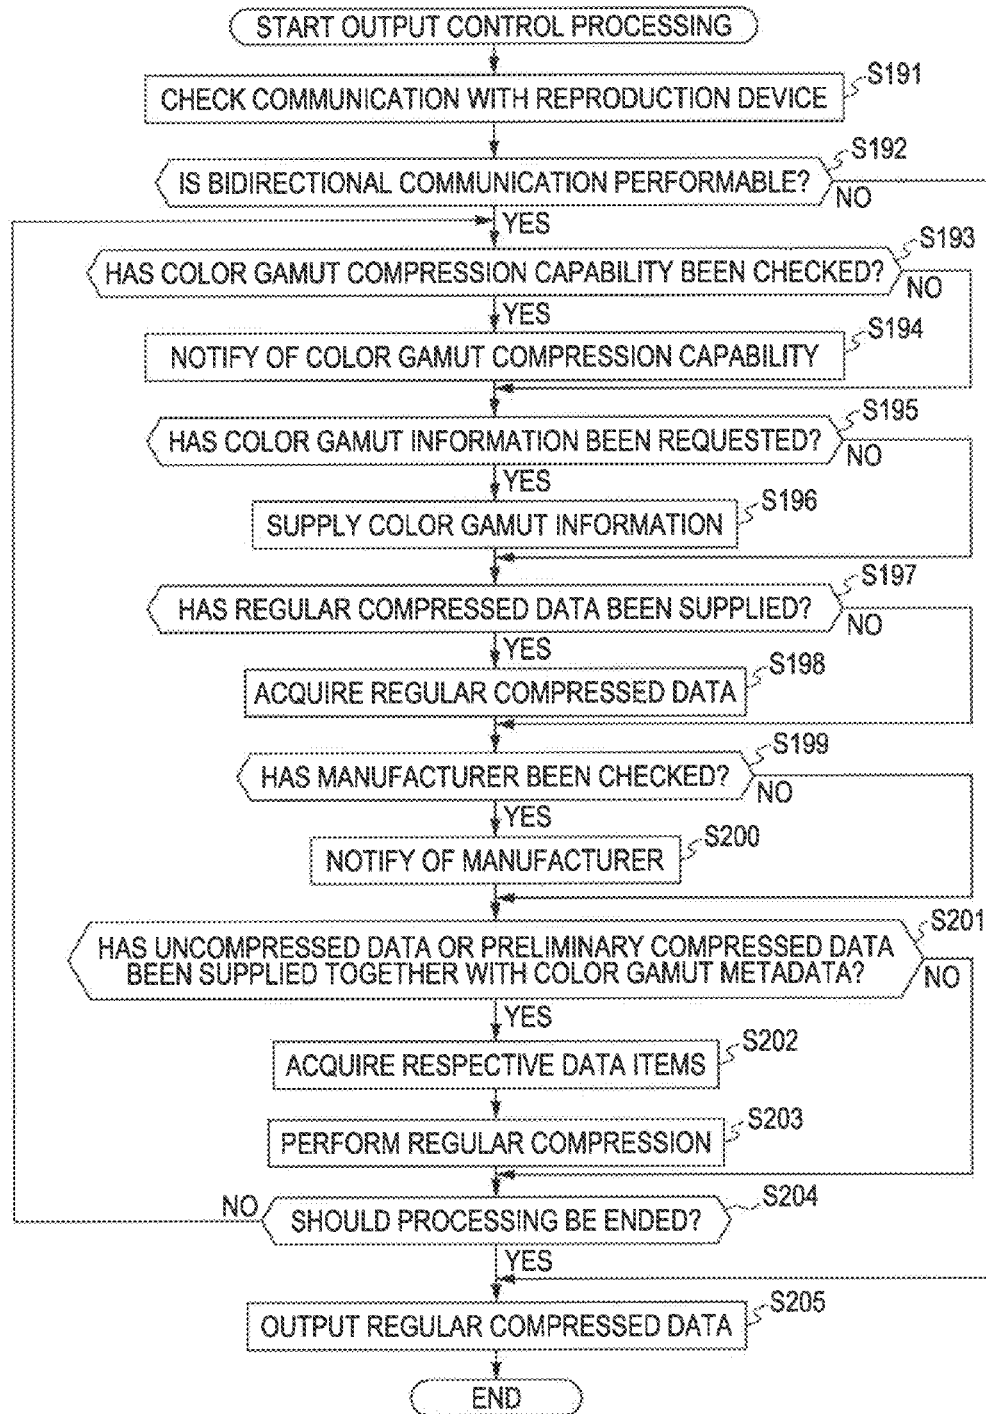 START OUTPUT CONTROL PROCESSING
S191
CHECK COMMUNICATION WITH REPRODUCTION DEVICE
S192
IS BIDIRECTIONAL COMMUNICATION PERFORMABLE?
NO
YES
S193
HAS COLOR GAMUT COMPRESSION CAPABILITY BEEN CHECKED?
NO
YES
S194
NOTIFY OF COLOR GAMUT COMPRESSION CAPABILITY
S195
HAS COLOR GAMUT INFORMATION BEEN REQUESTED?
NO
YES
S196
SUPPLY COLOR GAMUT INFORMATION
S197
HAS REGULAR COMPRESSED DATA BEEN SUPPLIED?
NO
YES
S198
ACQUIRE REGULAR COMPRESSED DATA
S199
HAS MANUFACTURER BEEN CHECKED?
NO
YES
S200
NOTIFY OF MANUFACTURER
S201
HAS UNCOMPRESSED DATA OR PRELIMINARY COMPRESSED DATA
BEEN SUPPLIED TOGETHER WITH COLOR GAMUT METADATA?
NO
YES
S202
ACQUIRE RESPECTIVE DATA ITEMS
S203
PERFORM REGULAR COMPRESSION
S204
NO
SHOULD PROCESSING BE ENDED?
YES
S205
OUTPUT REGULAR COMPRESSED DATA
END